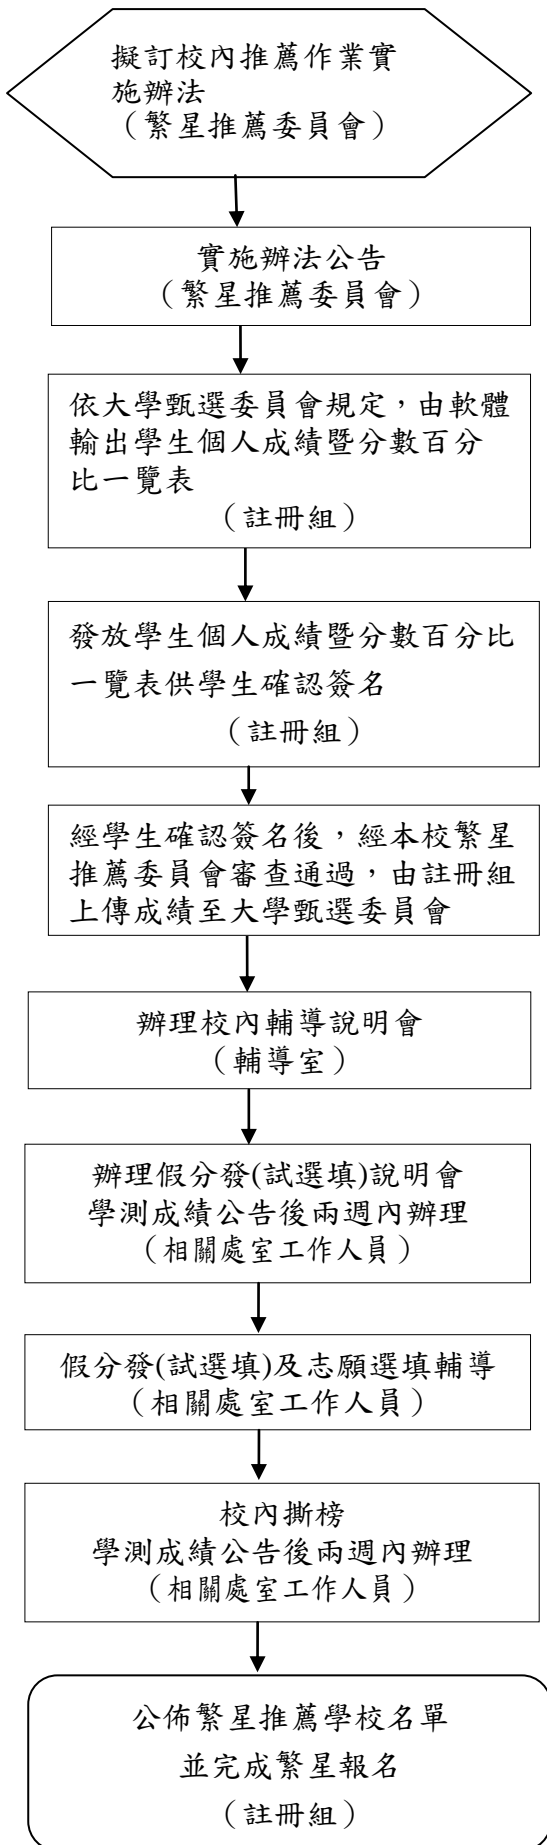 擬訂校內推薦作業實
施辦法
（繁星推薦委員會）
實施辦法公告
（繁星推薦委員會）
依大學甄選委員會規定，由軟體
輸出學生個人成績暨分數百分
比一覽表
（註冊組）
發放學生個人成績暨分數百分比
一覽表供學生確認簽名
（註冊組）
經學生確認簽名後，經本校繁星
推薦委員會審查通過，由註冊組
上傳成績至大學甄選委員會
辦理校內輔導說明會
（輔導室）
辦理假分發(試選填)說明會
學測成績公告後兩週內辦理
（相關處室工作人員）
假分發(試選填)及志願選填輔導
（相關處室工作人員）
校內撕榜
學測成績公告後兩週內辦理
（相關處室工作人員）
公佈繁星推薦學校名單
並完成繁星報名
（註冊組）